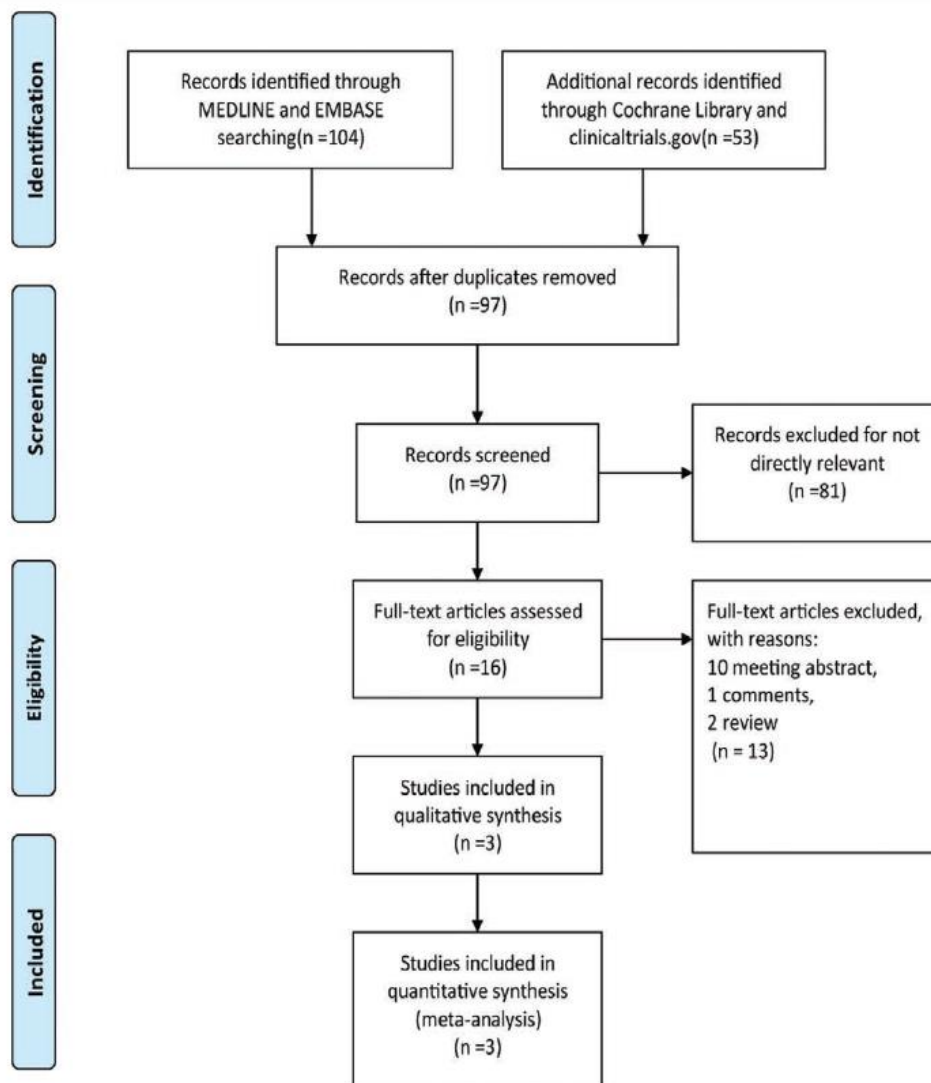 Identification
Records identified through
MEDLINE and EMBASE
searching(n =104)
Additional records identified
through Cochrane Library and
clinicaltrials.gov(n =53)
Screening
Records after duplicates removed
(n =97)
Records screened
(n =97)
Records excluded for not
directly relevant
(n =81)
Eligibility
Full-text articles assessed
for eligibility
(n =16)
Full-text articles excluded,
with reasons:
10 meeting abstract,
1 comments,
2 review
(n = 13)
Studies included in
qualitative synthesis
(n =3)
Included
Studies included in
quantitative synthesis
(meta-analysis)
(n =3)